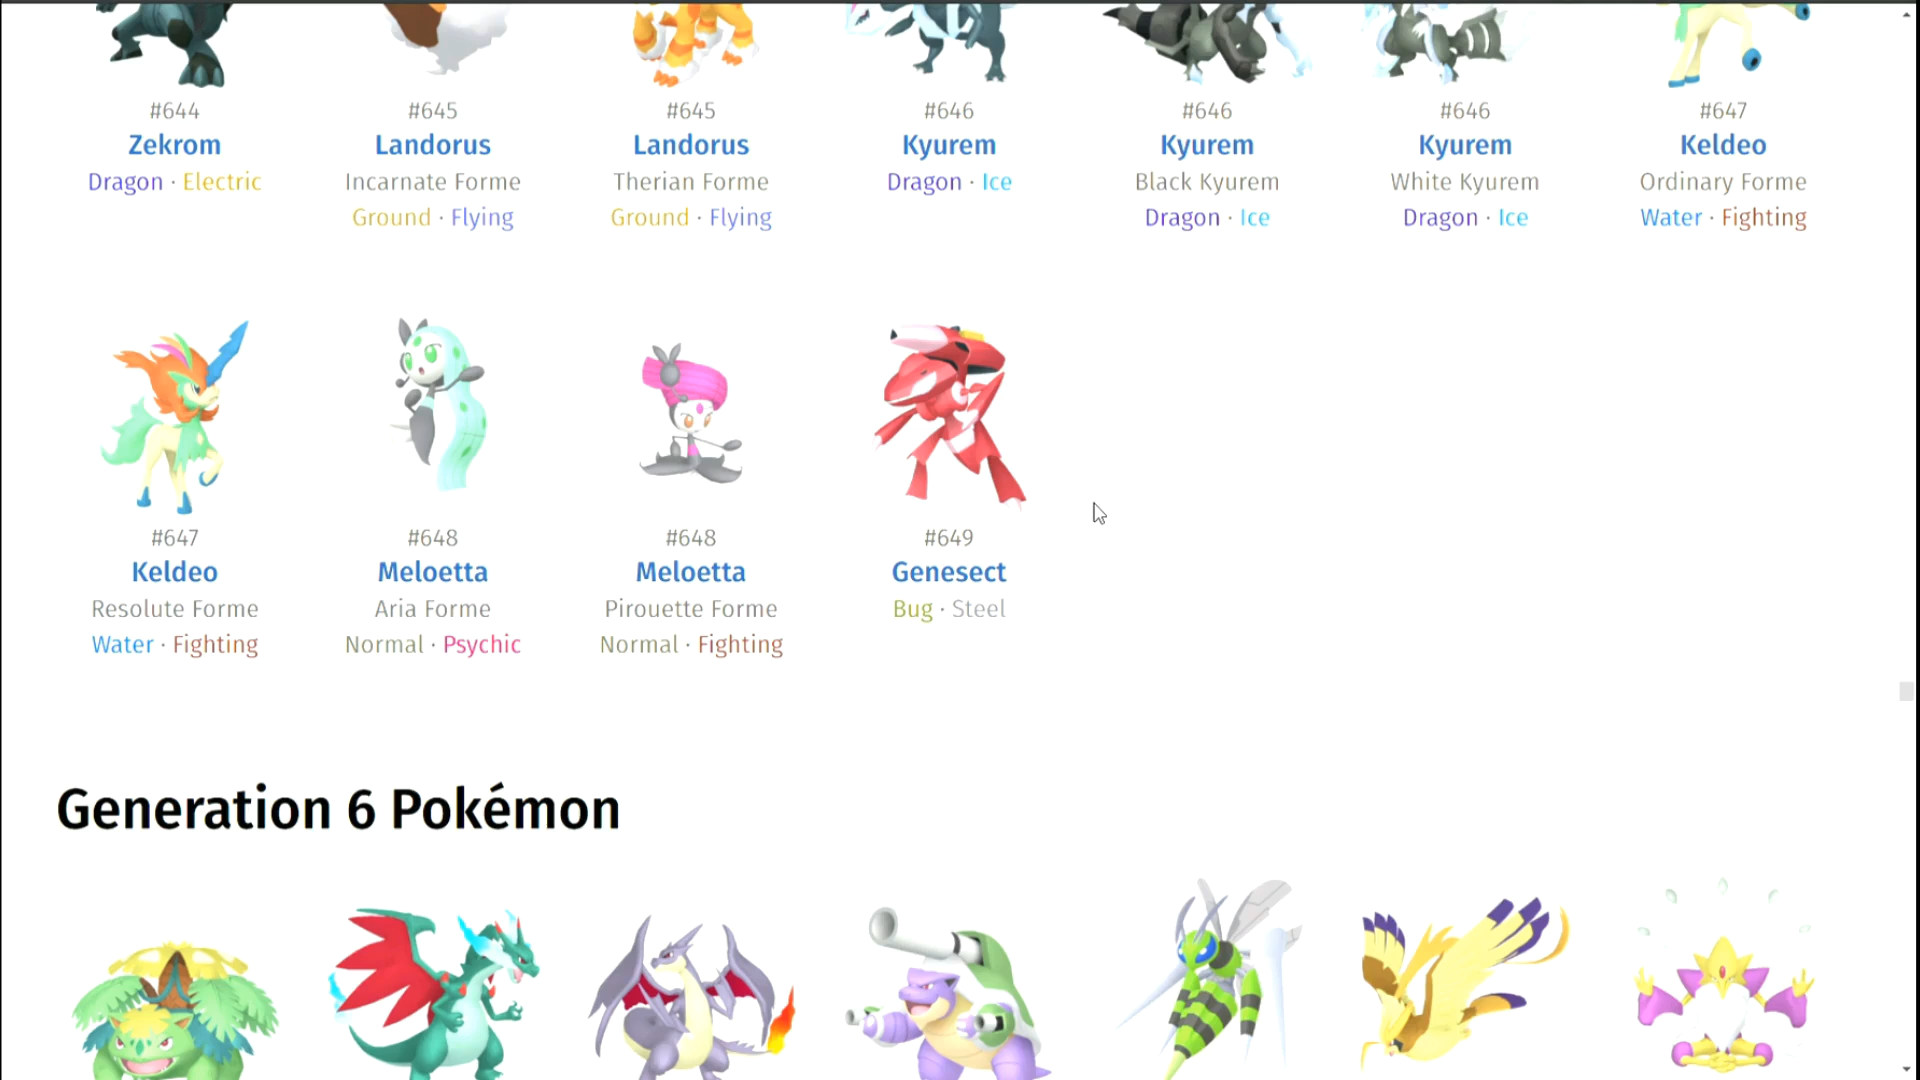 #644 #645 #645 #646 #646 #646 #647
Zekrom Landorus Landorus Kyurem Kyurem Kyurem Keldeo
Dragon · Electric Incarnate Forme Therian Forme Dragon · Ice Black Kyurem White Kyurem Ordinary Forme
Ground · Flying Ground · Flying Dragon · Ice Dragon · Ice Water · Fighting
#647 #648 #648 #649
Keldeo Meloetta Meloetta Genesect
Resolute Forme Aria Forme Pirouette Forme Bug · Steel
Water · Fighting Normal · Psychic Normal · Fighting
Generation 6 Pokémon